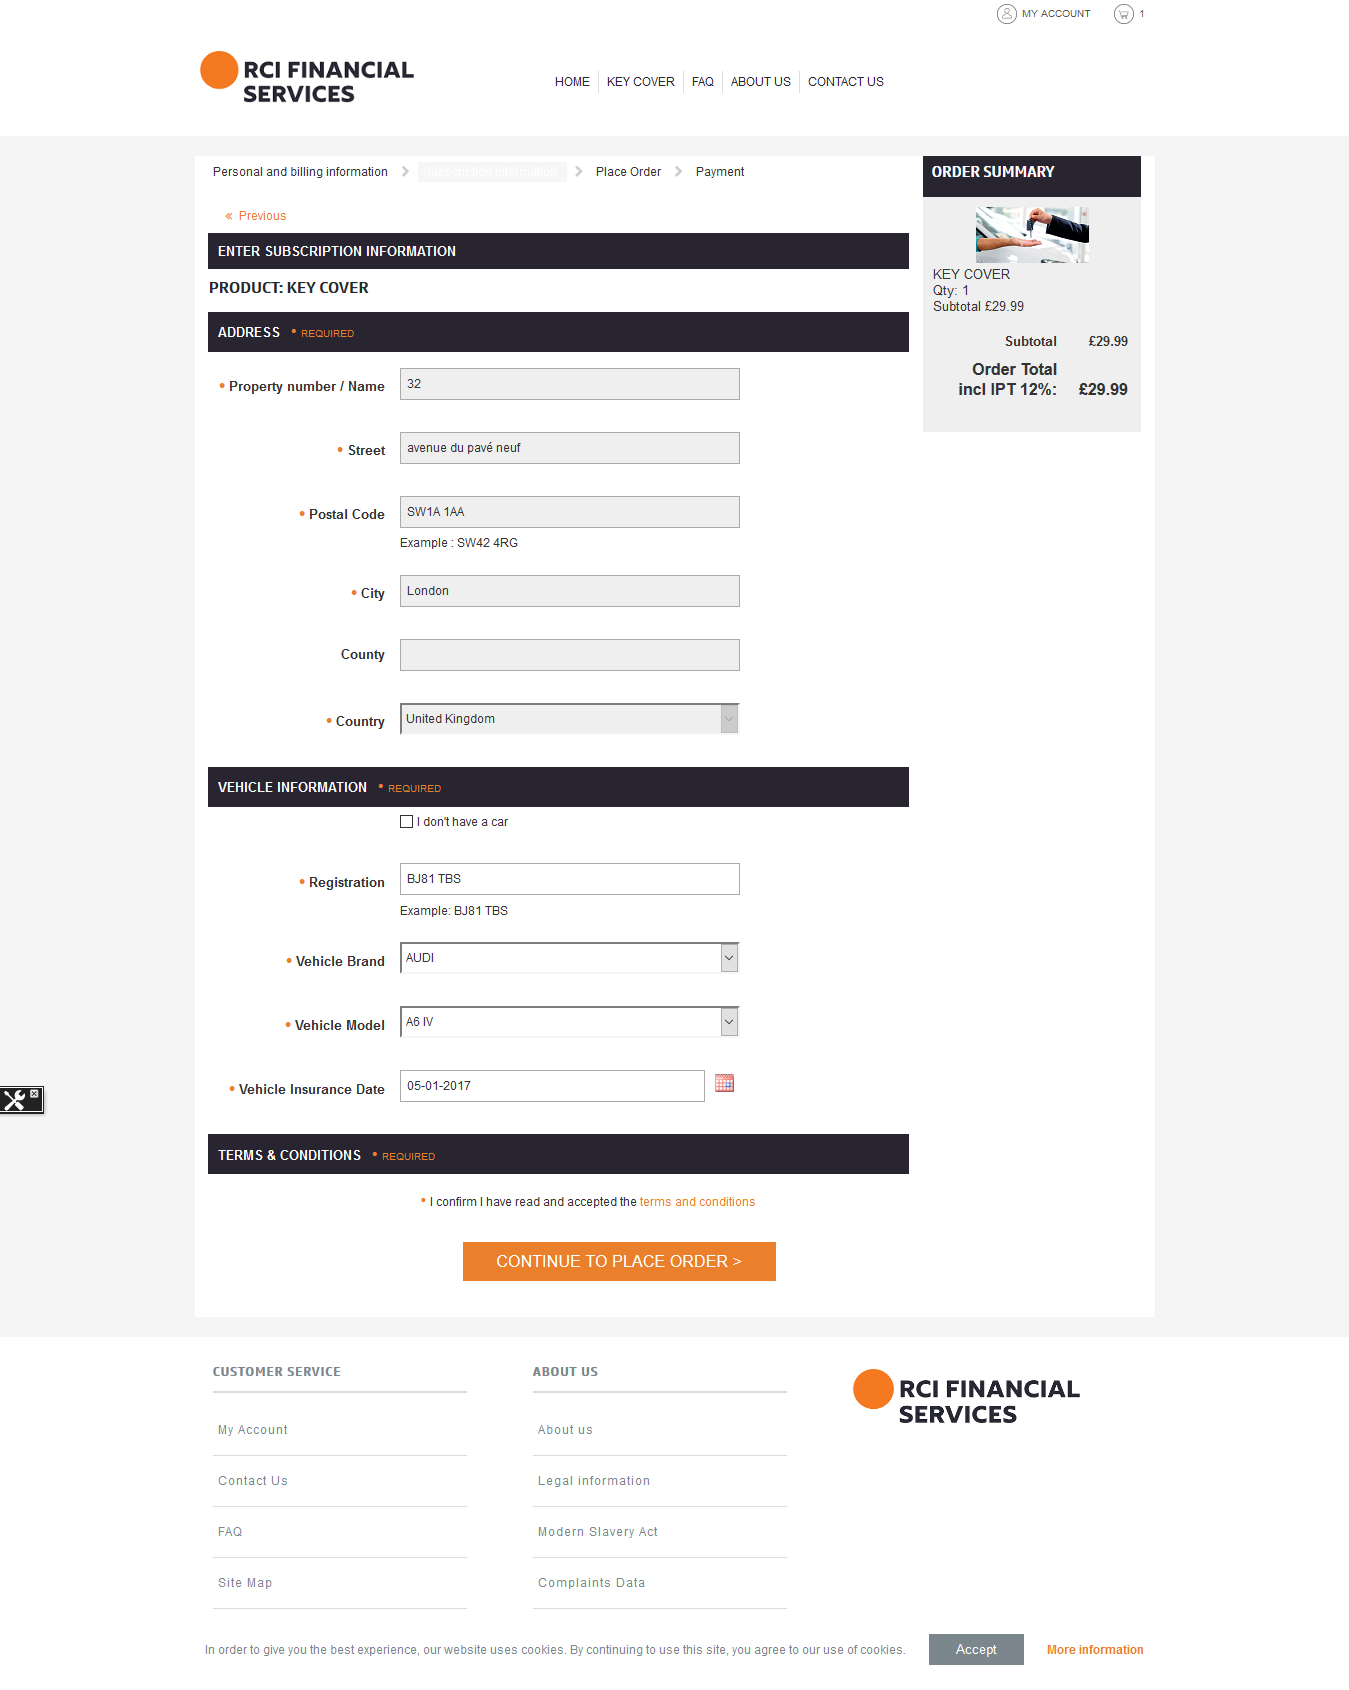 MY ACCOUNT
1
RCI FINANCIAL
SERVICES
HOME
KEY COVER
FAQ
ABOUT US
CONTACT US
Personal and billing information
Subscription information
Place Order
Payment
« Previous
ENTER SUBSCRIPTION INFORMATION
PRODUCT: KEY COVER
ADDRESS • REQUIRED
• Property number / Name
32
• Street
avenue du pavé neuf
• Postal Code
SW1A 1AA
Example : SW42 4RG
• City
London
County
• Country
United Kingdom
VEHICLE INFORMATION • REQUIRED
I don't have a car
• Registration
BJ81 TBS
Example: BJ81 TBS
• Vehicle Brand
AUDI
• Vehicle Model
A6 IV
• Vehicle Insurance Date
05-01-2017
TERMS & CONDITIONS • REQUIRED
• I confirm I have read and accepted the terms and conditions
CONTINUE TO PLACE ORDER >
ORDER SUMMARY
KEY COVER
Qty: 1
Subtotal £29.99
Subtotal £29.99
Order Total
incl IPT 12%: £29.99
CUSTOMER SERVICE
My Account
Contact Us
FAQ
Site Map
ABOUT US
About us
Legal information
Modern Slavery Act
Complaints Data
RCI FINANCIAL
SERVICES
In order to give you the best experience, our website uses cookies. By continuing to use this site, you agree to our use of cookies.
Accept
More information